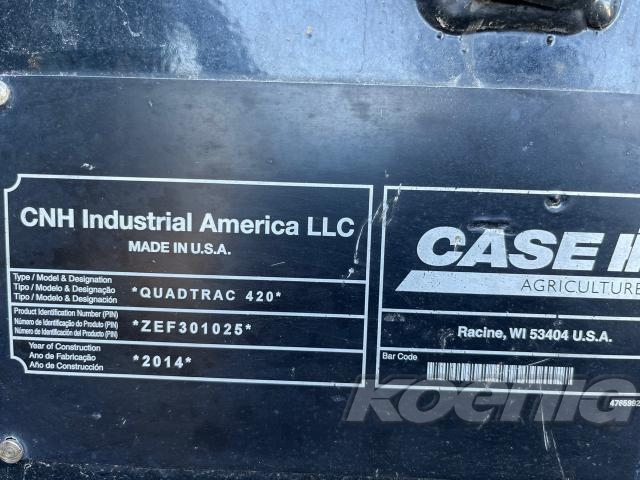 CNH Industrial America LLC
MADE IN U.S.A.
Type / Model & Designation
Tipo / Modelo & Designação
Tipo / Modelo & Designación
*QUADTRAC 420*
Product Identification Number (PIN)
Número de Identificação do Produto (PIN)
Número de Identificación del Producto (PIN)
*ZEF301025*
Year of Construction
Ano de Fabricação
Año de Construcción
*2014*
CASE
AGRICULTURE
Racine, WI 53404 U.S.A.
Bar Code
koenig